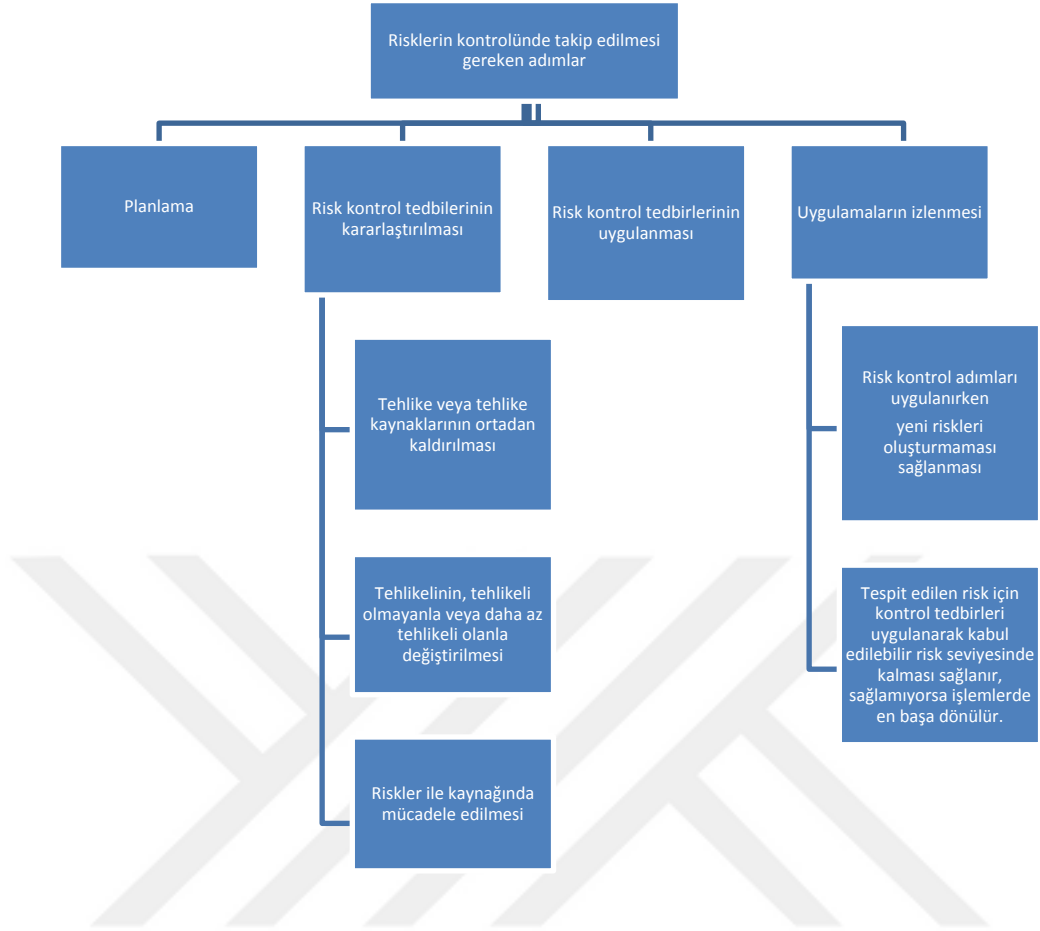 Risklerin kontrolünde takip edilmesi
gereken adımlar
Planlama
Risk kontrol tedbilerinin
kararlaştırılması
Risk kontrol tedbirlerinin
uygulanması
Uygulamaların izlenmesi
Tehlike veya tehlike
kaynaklarının ortadan
kaldırılması
Tehlikelinin, tehlikeli
olmayanla veya daha az
tehlikeli olanla
değiştirilmesi
Riskler ile kaynağında
mücadele edilmesi
Risk kontrol adımları
uygulanırken
yeni riskleri
oluşturmaması
sağlanması
Tespit edilen risk için
kontrol tedbirleri
uygulanarak kabul
edilebilir risk seviyesinde
kalması sağlanır,
sağlamıyorsa işlemlerde
en başa dönülür.